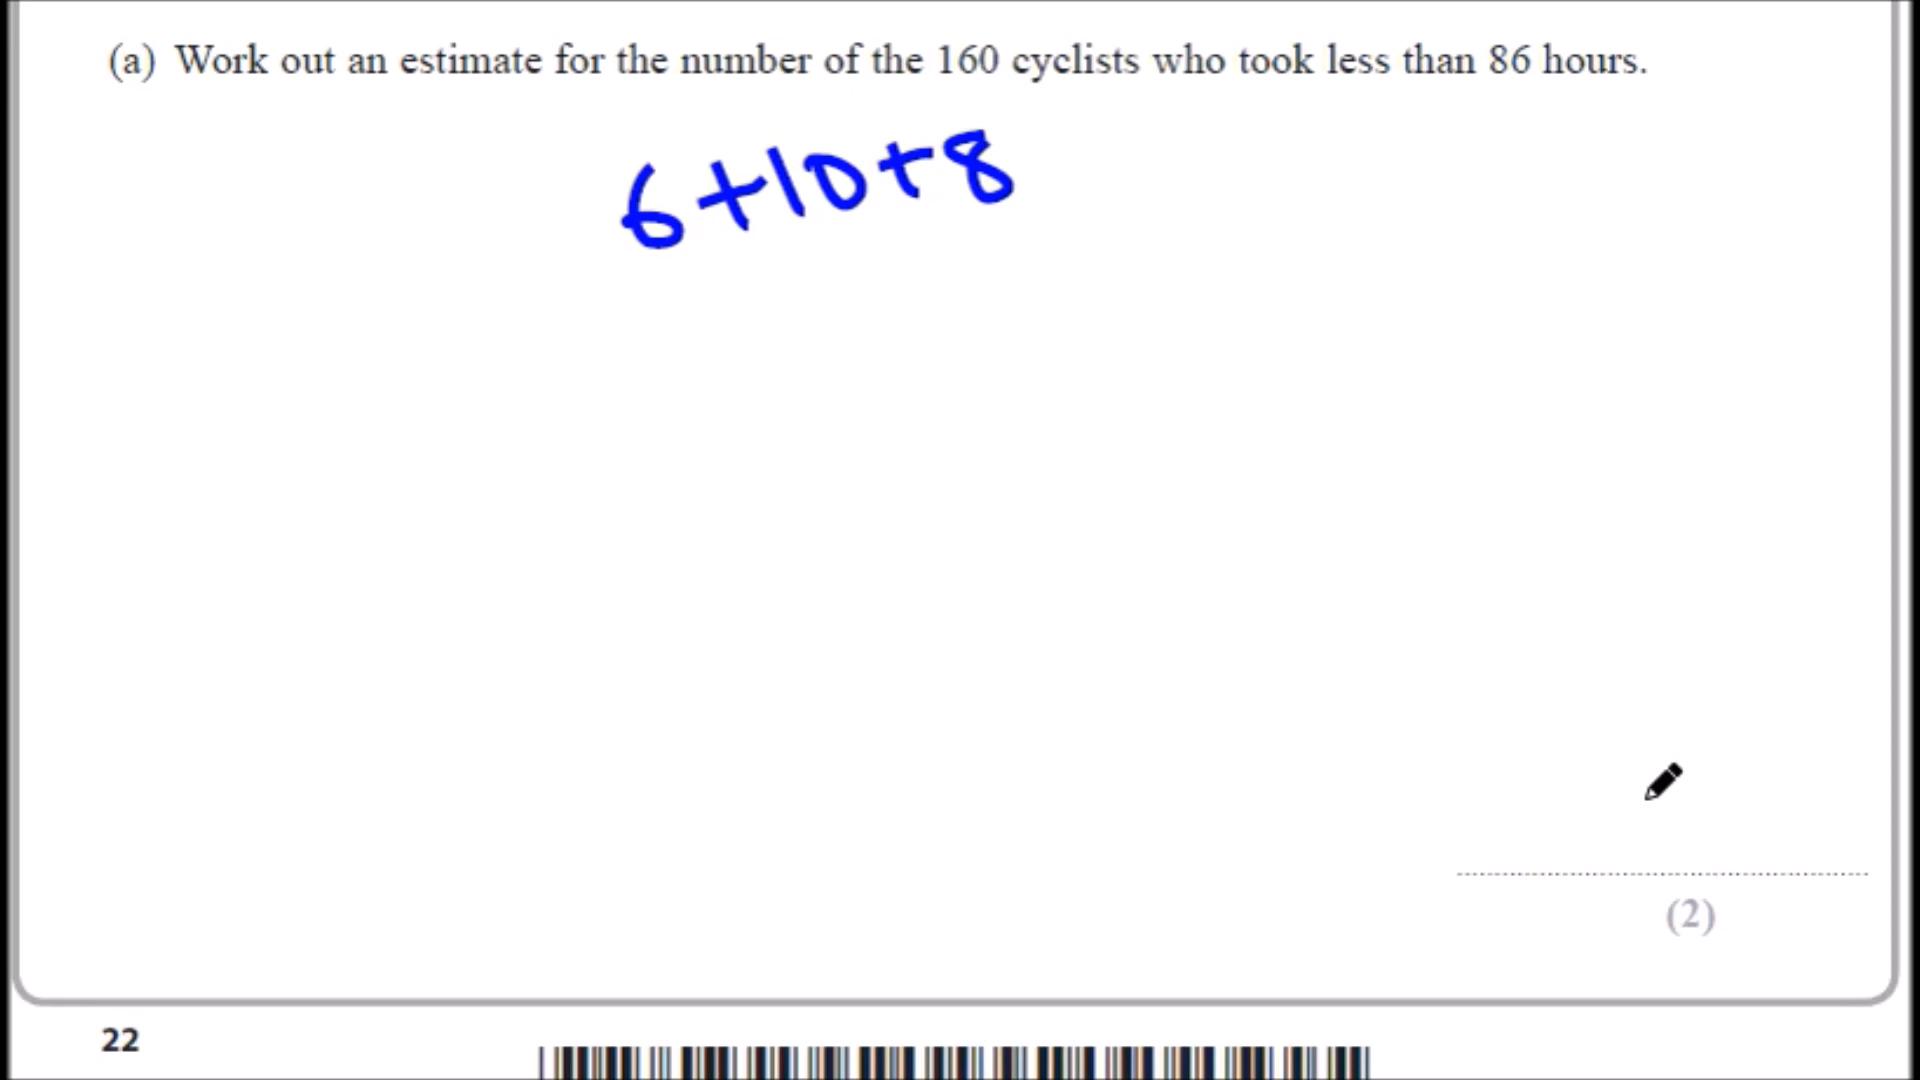 (a) Work out an estimate for the number of the 160 cyclists who took less than 86 hours.
6+10+8
(2)
22